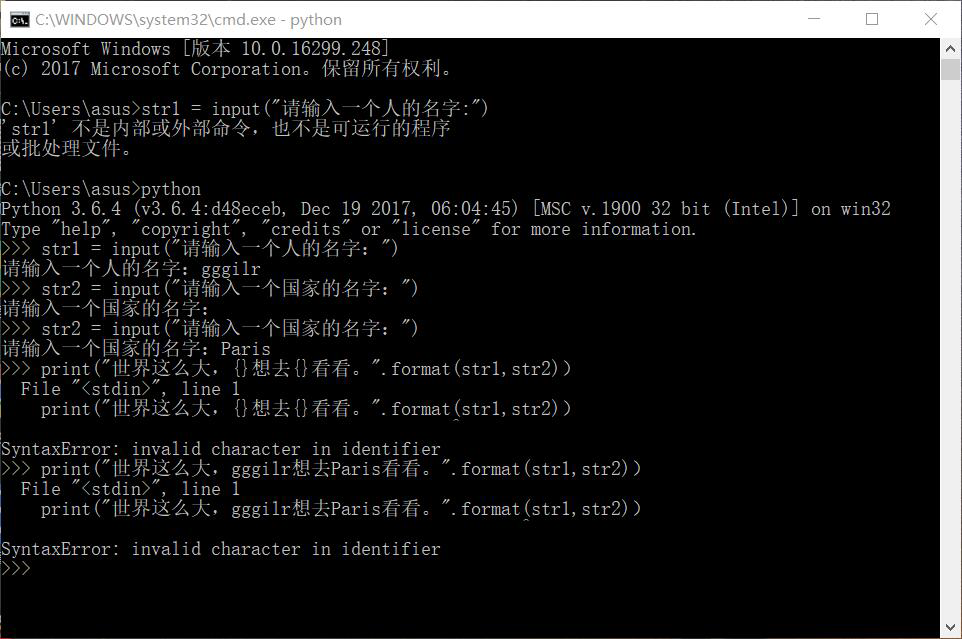 C:\WINDOWS\system32\cmd.exe - python
Microsoft Windows [版本 10.0.16299.248]
(c) 2017 Microsoft Corporation。保留所有权利。
C:\Users\asus>str1 = input("请输入一个人的名字:")
'str1' 不是内部或外部命令，也不是可运行的程序
或批处理文件。
C:\Users\asus>python
Python 3.6.4 (v3.6.4:d48eceb, Dec 19 2017, 06:04:45) [MSC v.1900 32 bit (Intel)] on win32
Type "help", "copyright", "credits" or "license" for more information.
>>> str1 = input("请输入一个人的名字：")
请输入一个人的名字：gggilr
>>> str2 = input("请输入一个国家的名字：")
请输入一个国家的名字：
>>> str2 = input("请输入一个国家的名字：")
请输入一个国家的名字：Paris
>>> print("世界这么大，{}想去{}看看。".format(str1,str2))
File "<stdin>", line 1
print("世界这么大，{}想去{}看看。".format(str1,str2))
^
SyntaxError: invalid character in identifier
>>> print("世界这么大，gggilr想去Paris看看。".format(str1,str2))
File "<stdin>", line 1
print("世界这么大，gggilr想去Paris看看。".format(str1,str2))
^
SyntaxError: invalid character in identifier
>>>